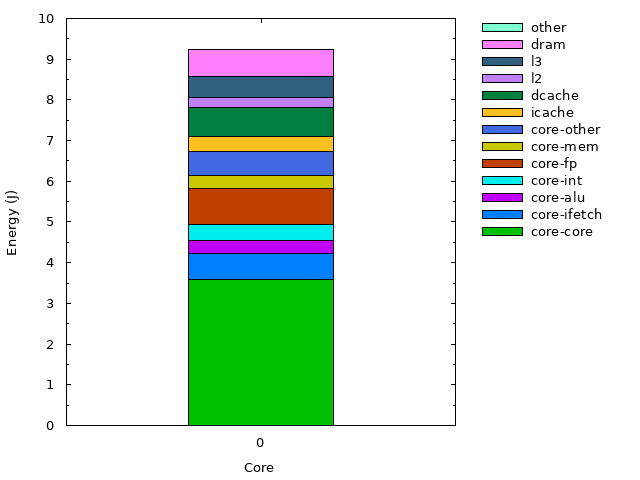 10
9
8
7
6
5
4
3
2
1
0
Energy (J)
0
Core
other
dram
l3
l2
dcache
icache
core-other
core-mem
core-fp
core-int
core-alu
core-ifetch
core-core